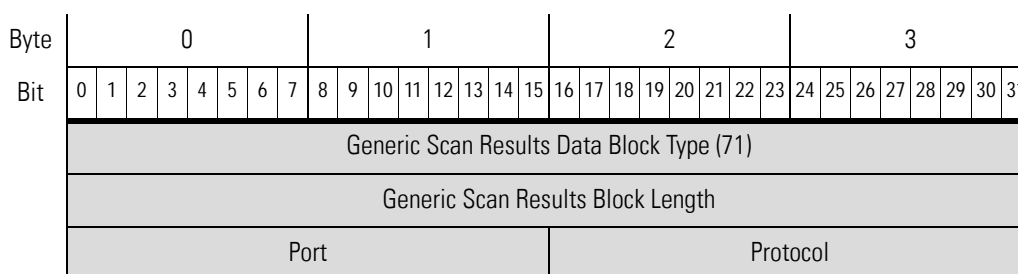 Byte 0 1 2 3
Bit 0 1 2 3 4 5 6 7 8 9 10 11 12 13 14 15 16 17 18 19 20 21 22 23 24 25 26 27 28 29 30 31
Generic Scan Results Data Block Type (71)
Generic Scan Results Block Length
Port Protocol